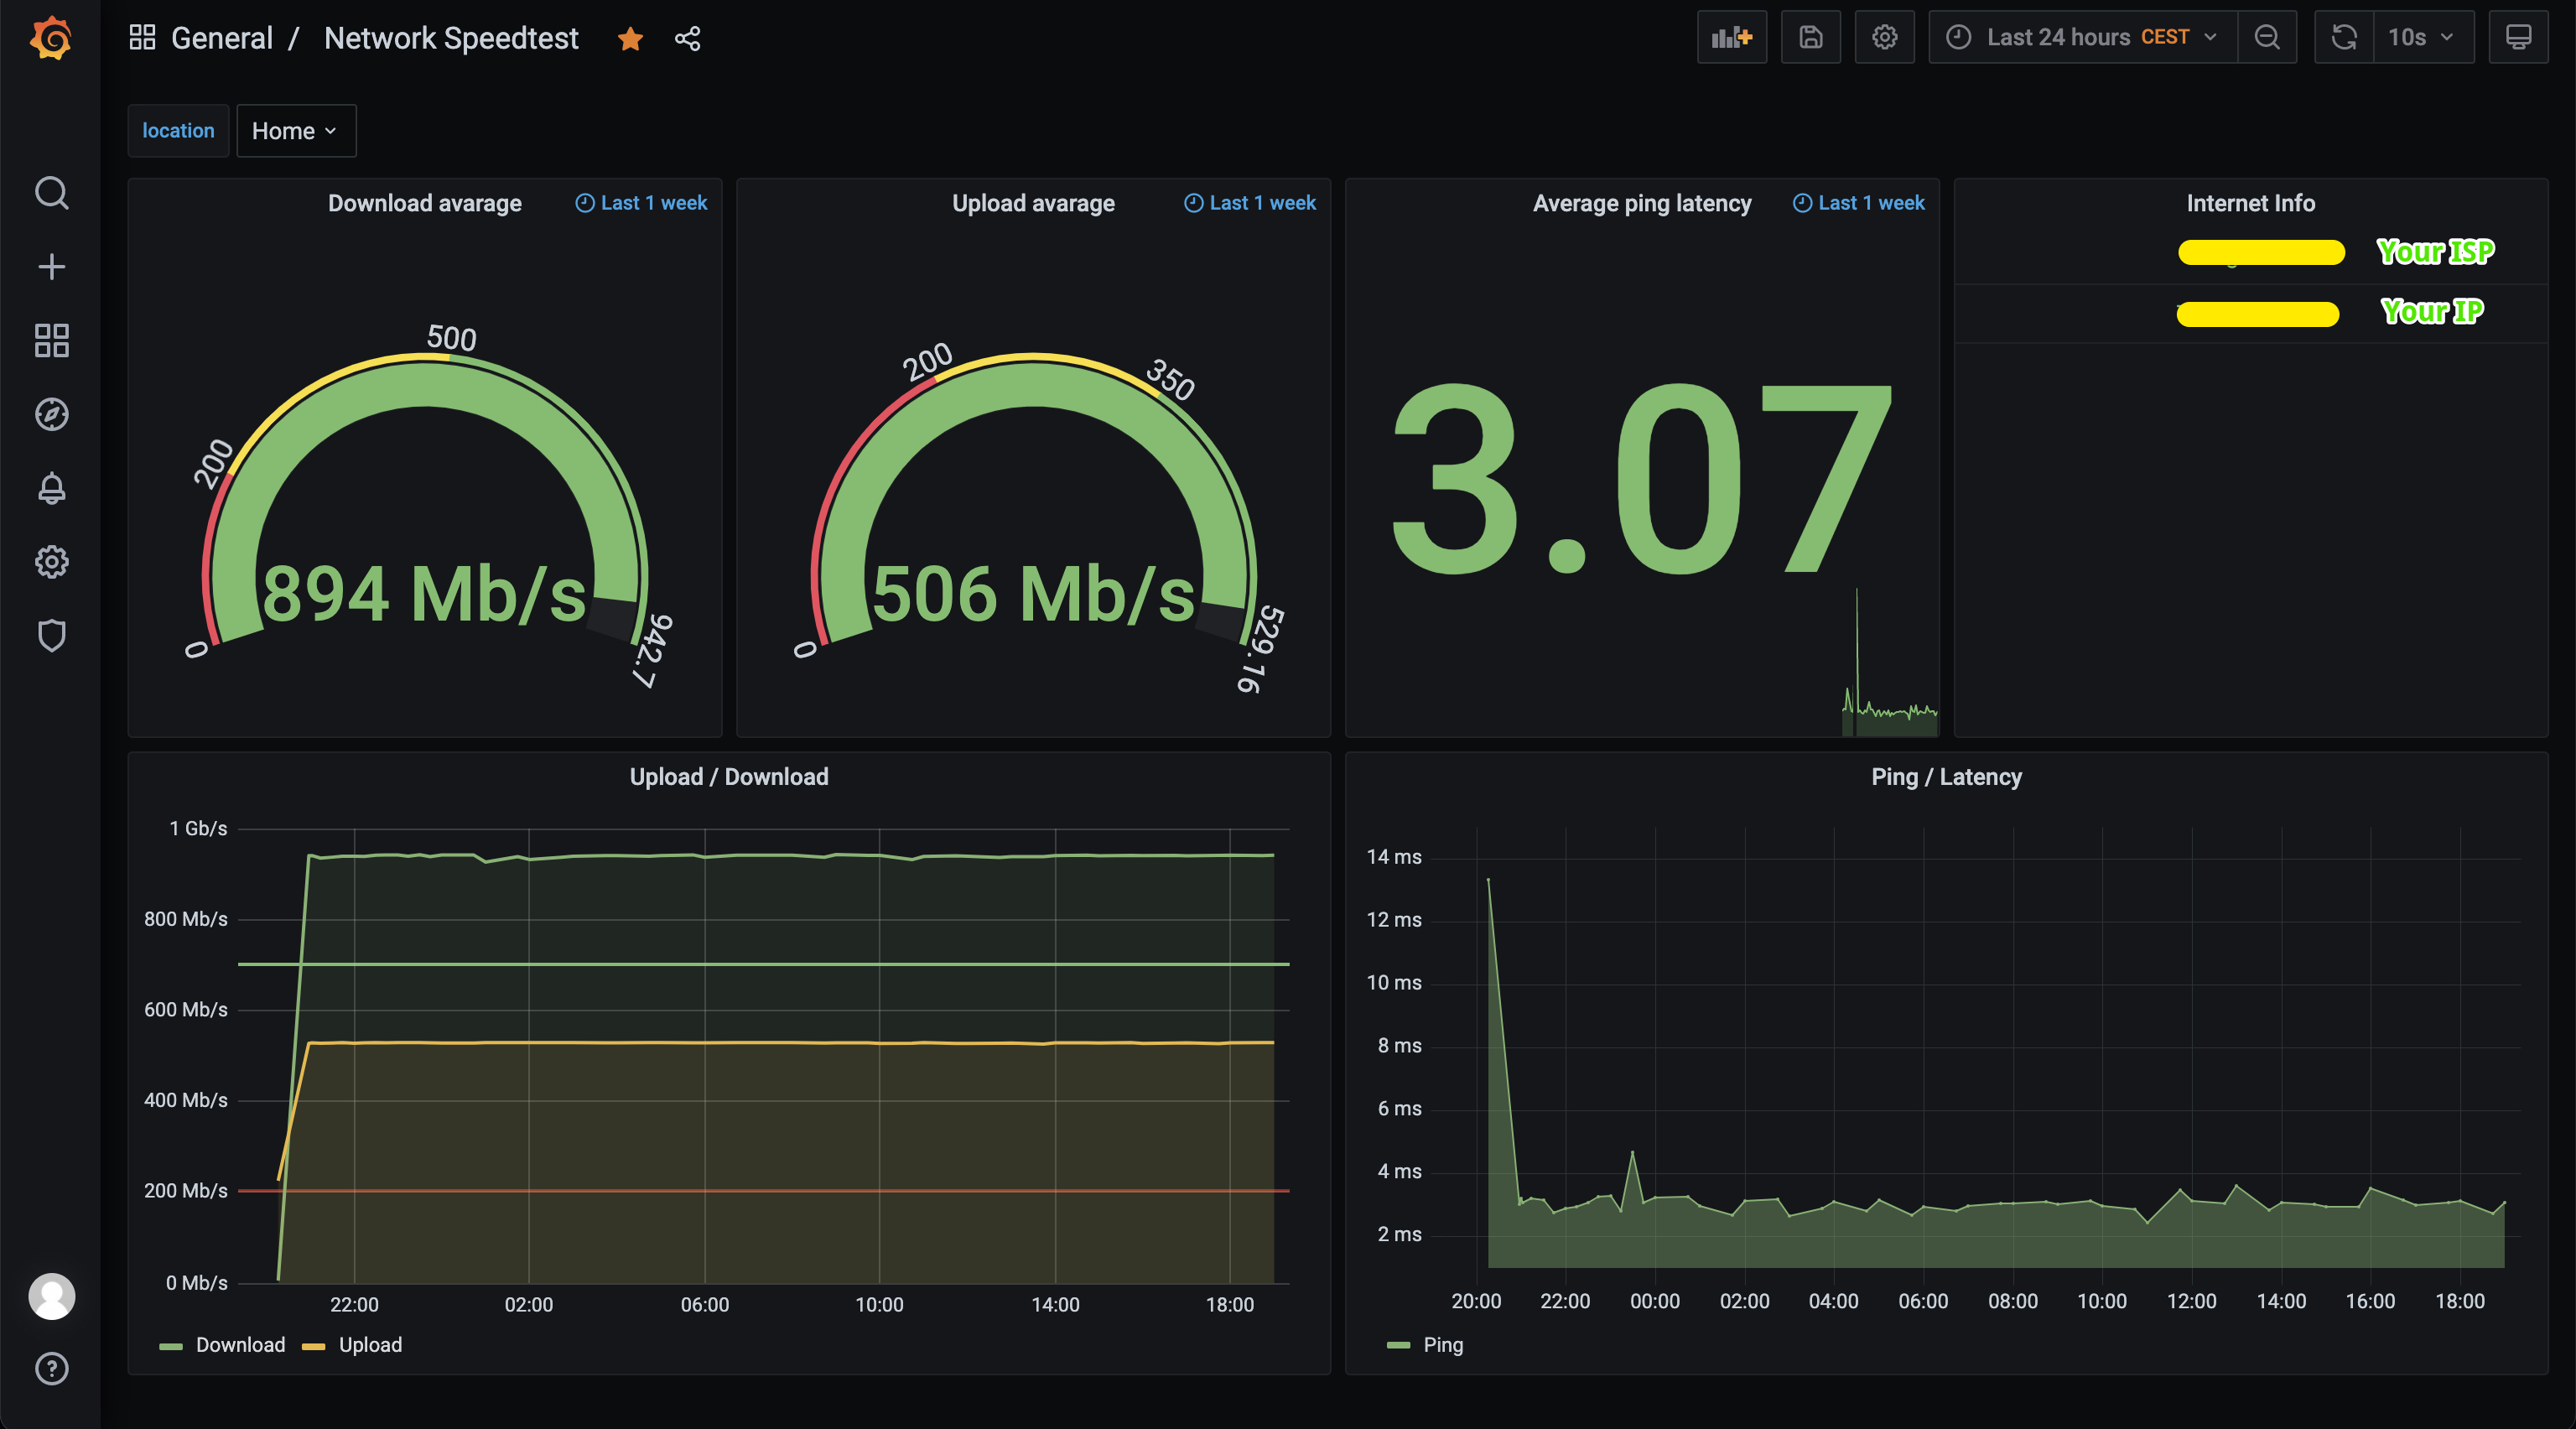 General / Network Speedtest
Last 24 hours CEST
10s
location
Home
Download avarage
Last 1 week
0
200
500
942.7
894 Mb/s
Upload avarage
Last 1 week
0
200
350
529.16
506 Mb/s
Average ping latency
Last 1 week
3.07
Internet Info
Your ISP
Your IP
Upload / Download
1 Gb/s
800 Mb/s
600 Mb/s
400 Mb/s
200 Mb/s
0 Mb/s
22:00 02:00 06:00 10:00 14:00 18:00
Download Upload
Ping / Latency
14 ms
12 ms
10 ms
8 ms
6 ms
4 ms
2 ms
20:00 22:00 00:00 02:00 04:00 06:00 08:00 10:00 12:00 14:00 16:00 18:00
Ping